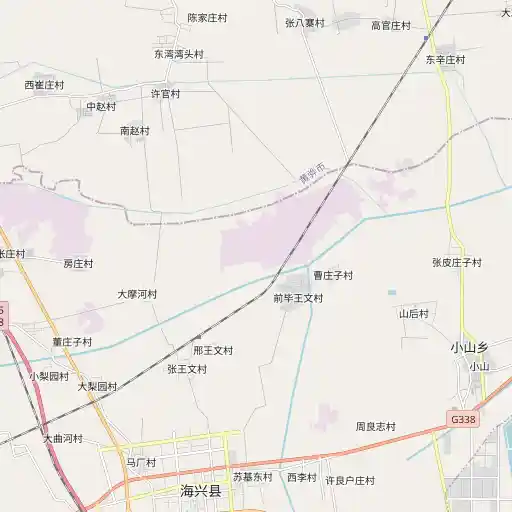 陈家庄村
张八寨村
高官庄村
东湾湾头村
东辛庄村
西崔庄村
许官村
中赵村
南赵村
黄骅市
张庄村
房庄村
张皮庄子村
曹庄子村
大摩河村
前毕王文村
山后村
董庄子村
邢王文村
小山乡
张王文村
小山
小梨园村
大梨园村
G338
周良志村
大曲河村
马厂村
苏基东村
西李村
许良户庄村
海兴县